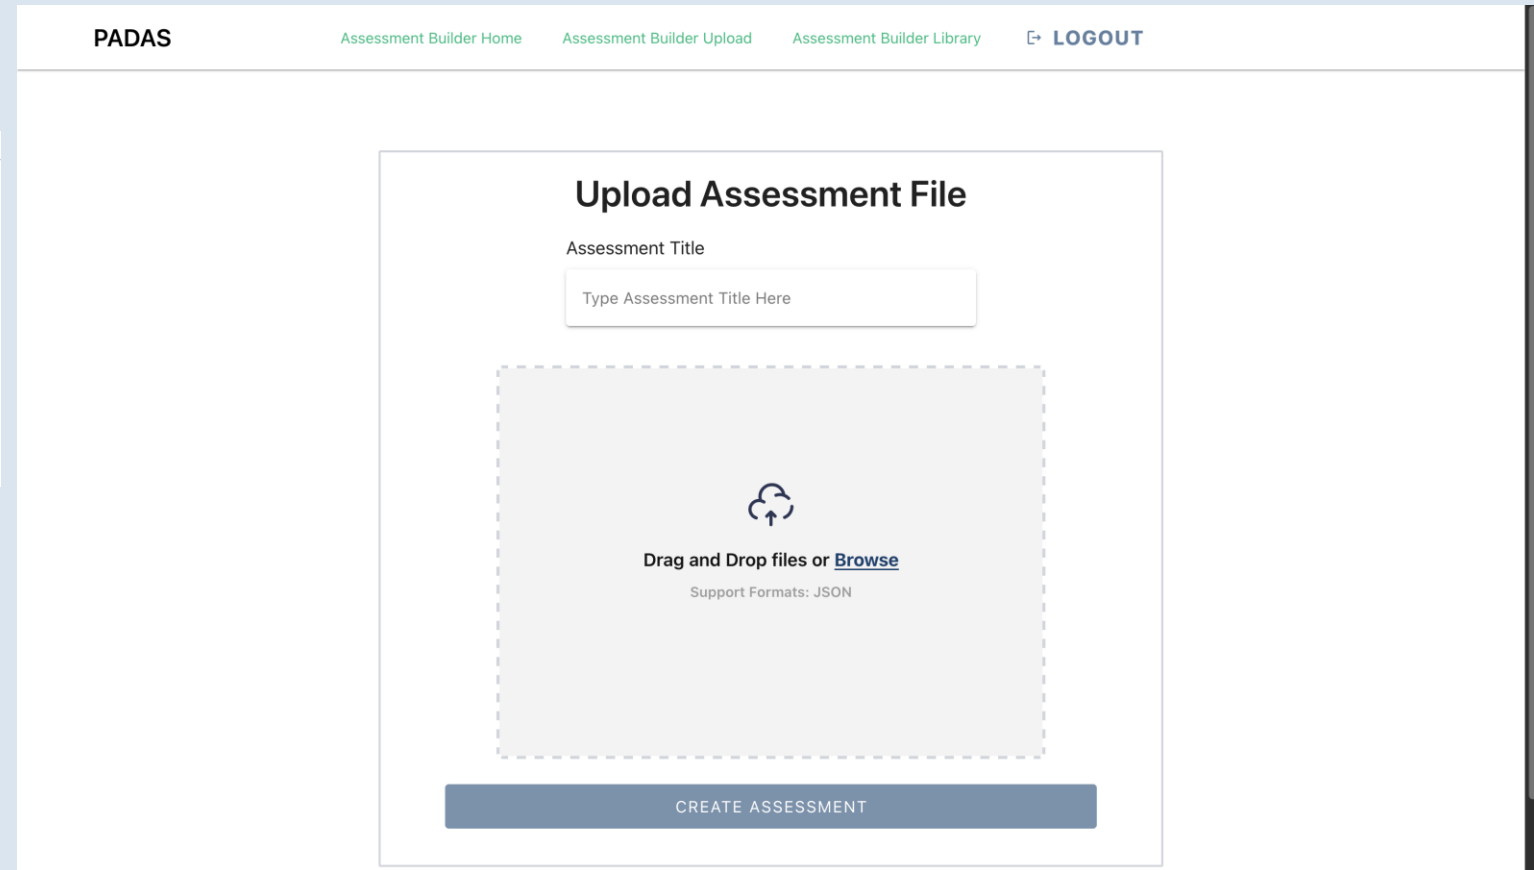 PADAS
Assessment Builder Home
Assessment Builder Upload
Assessment Builder Library
LOGOUT
Upload Assessment File
Assessment Title
Type Assessment Title Here
Drag and Drop files or Browse
Support Formats: JSON
CREATE ASSESSMENT